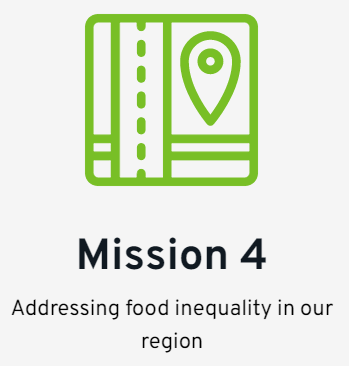 Mission 4
Addressing food inequality in our
region